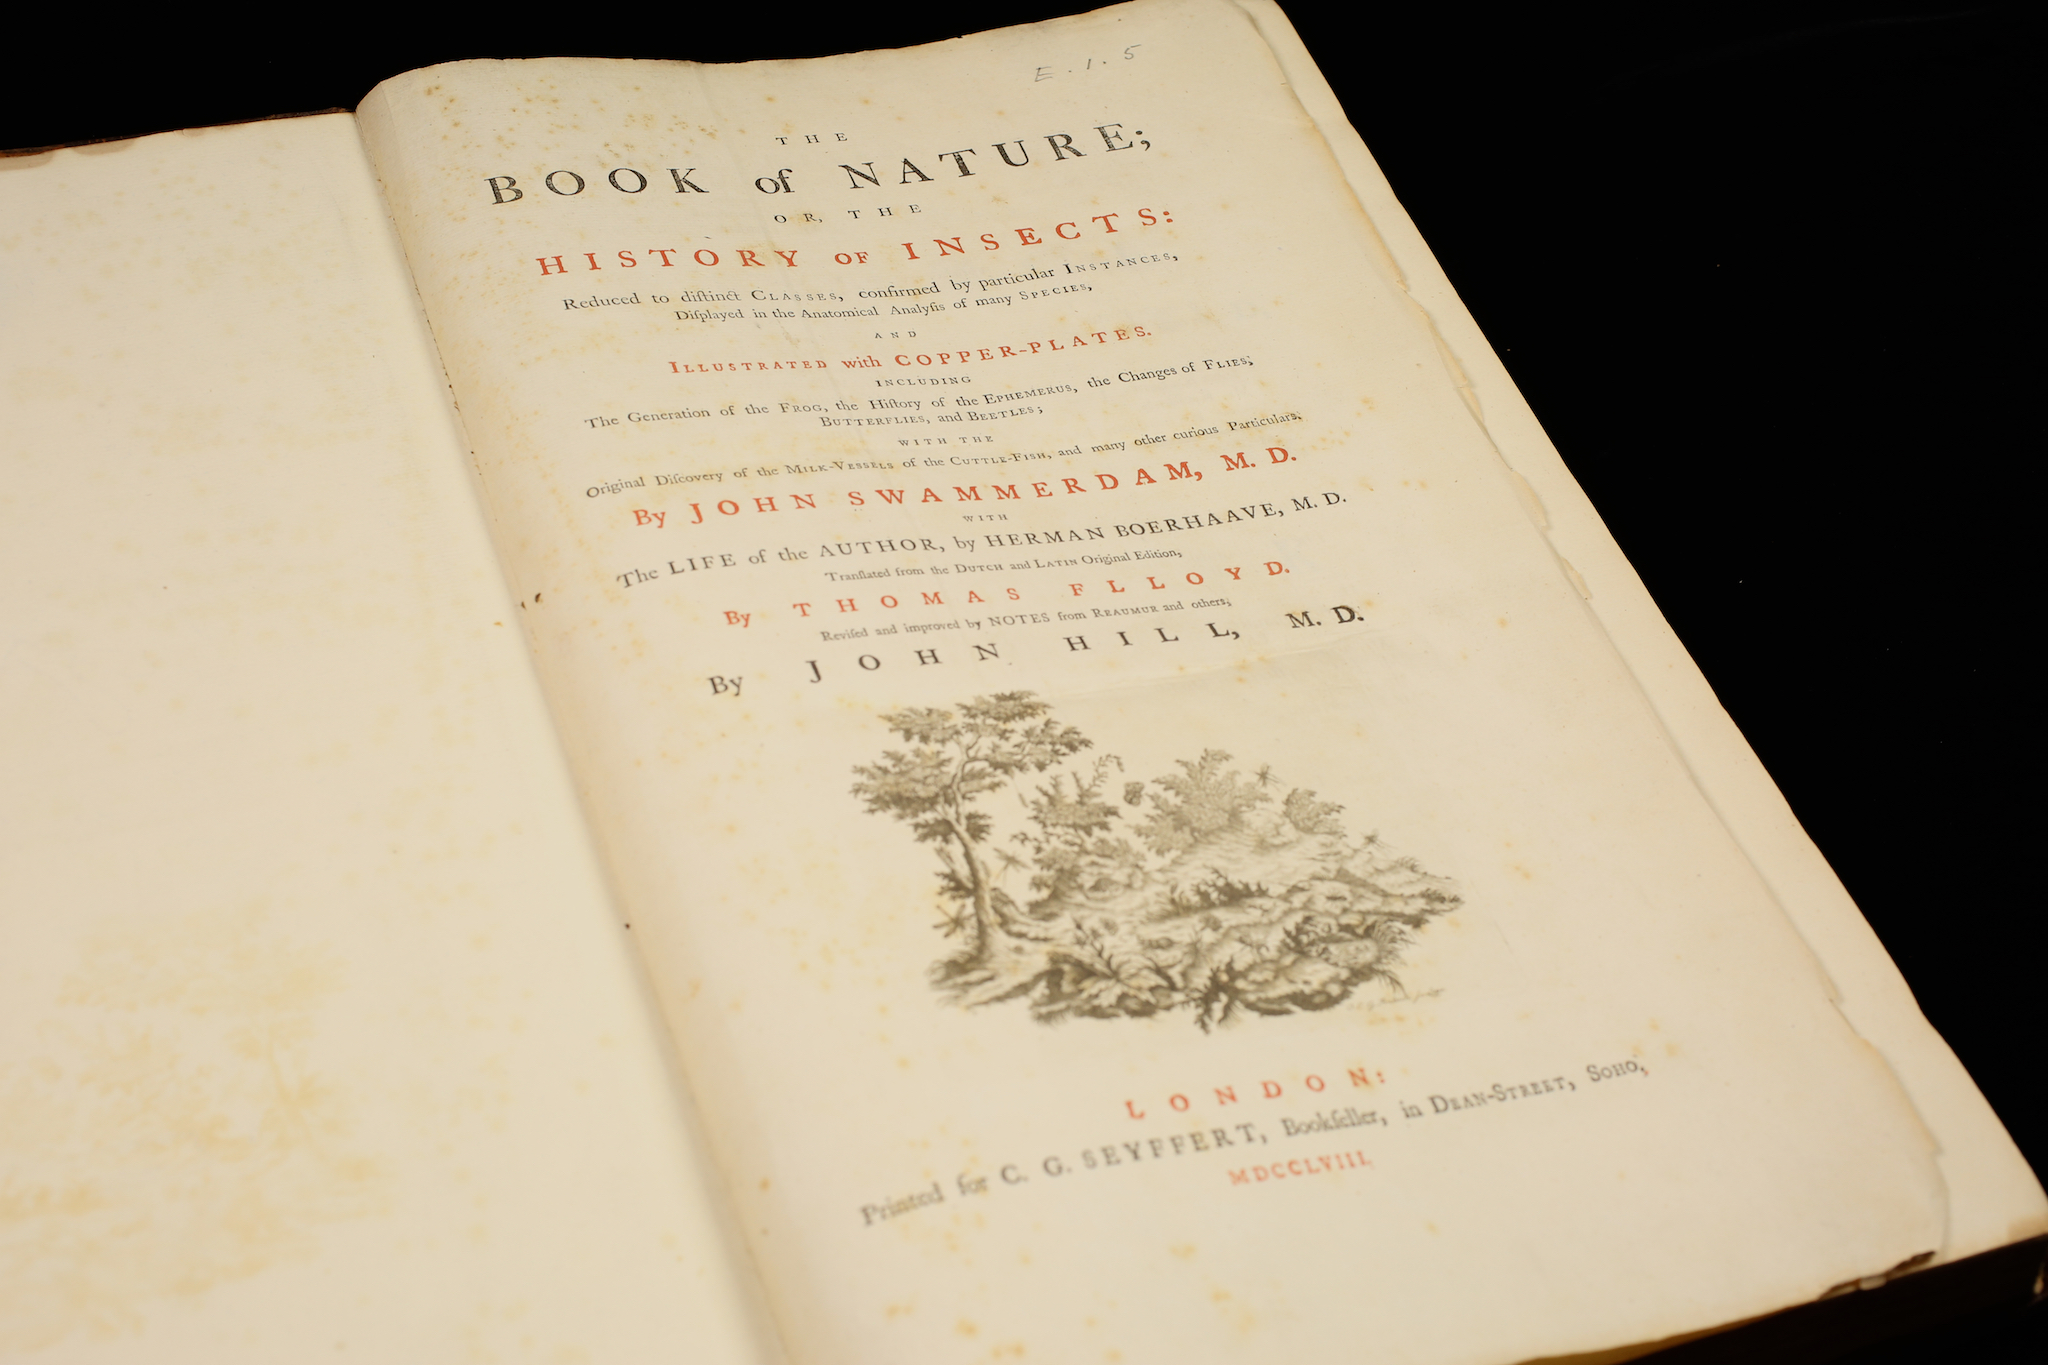 E.1.5
THE
BOOK of NATURE;
OR, THE
HISTORY OF INSECTS:
Reduced to diſtinct CLASSES, confirmed by particular INSTANCES,
Diſplayed in the Anatomical Analyſis of many SPECIES,
AND
ILLUSTRATED with COPPER-PLATES.
INCLUDING
The Generation of the FROG, the Hiſtory of the EPHEMERUS, the Changes of FLIES,
BUTTERFLIES, and BEETLES;
WITH THE
Original Diſcovery of the MILK-VESSELS of the CUTTLE-FISH, and many other curious Particulars.
By JOHN SWAMMERDAM, M. D.
WITH
The LIFE of the AUTHOR, by HERMAN BOERHAAVE, M. D.
Tranſlated from the DUTCH and LATIN Original Edition,
By THOMAS FLLOYD.
Reviſed and improved by NOTES from REAUMUR and others,
By JOHN HILL, M. D.
LONDON:
Printed for C. G. SEYFFERT, Bookſeller, in DEAN-STREET, SOHO,
MDCCLVIII.